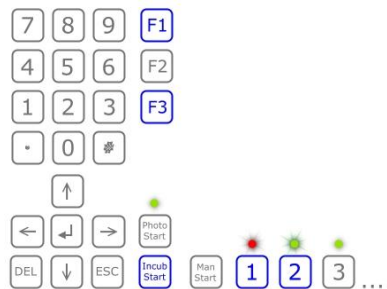 7 8 9 F1
4 5 6 F2
1 2 3 F3
. 0 #
↑
← ↵ → Photo Start
DEL ↓ ESC Incub Start Man Start 1 2 3 ...